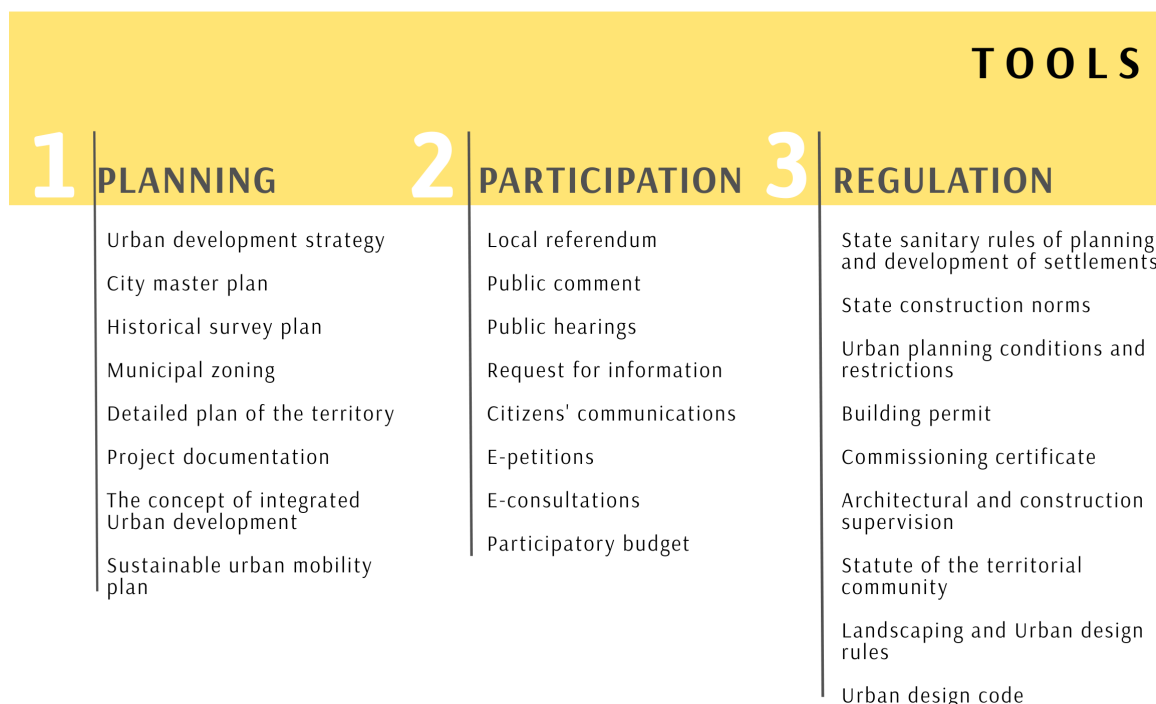 TOOLS
1
PLANNING
Urban development strategy
City master plan
Historical survey plan
Municipal zoning
Detailed plan of the territory
Project documentation
The concept of integrated
Urban development
Sustainable urban mobility
plan
2
PARTICIPATION
Local referendum
Public comment
Public hearings
Request for information
Citizens' communications
E-petitions
E-consultations
Participatory budget
3
REGULATION
State sanitary rules of planning
and development of settlements
State construction norms
Urban planning conditions and
restrictions
Building permit
Commissioning certificate
Architectural and construction
supervision
Statute of the territorial
community
Landscaping and Urban design
rules
Urban design code